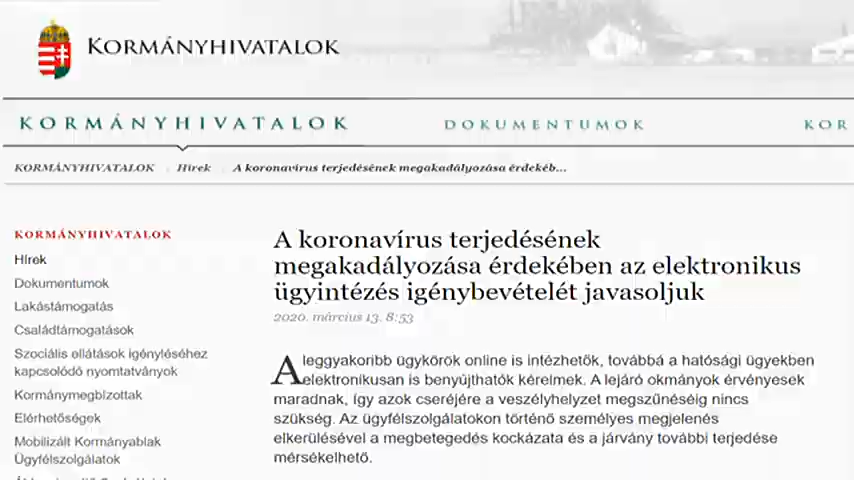 KORMÁNYHIVATALOK
KORMÁNYHIVATALOK
DOKUMENTUMOK
KOR
KORMÁNYHIVATALOK
Hírek
A koronavírus terjedésének megakadályozása érdekéb...
KORMÁNYHIVATALOK
Hírek
Dokumentumok
Lakástámogatás
Családtámogatások
Szociális ellátások igényléséhez
kapcsolódó nyomtatványok
Kormánymegbízottak
Elérhetőségek
Mobilizált Kormányablak
Ügyfélszolgálatok
A koronavírus terjedésének
megakadályozása érdekében az elektronikus
ügyintézés igénybevételét javasoljuk
2020. március 13. 8:53
A leggyakoribb ügykörök online is intézhetők, továbbá a hatósági ügyekben
elektronikusan is benyújthatók kérelmek. A lejáró okmányok érvényesek
maradnak, így azok cseréjére a veszélyhelyzet megszűnéséig nincs
szükség. Az ügyfélszolgálatokon történő személyes megjelenés
elkerülésével a megbetegedés kockázata és a járvány további terjedése
mérsékelhető.